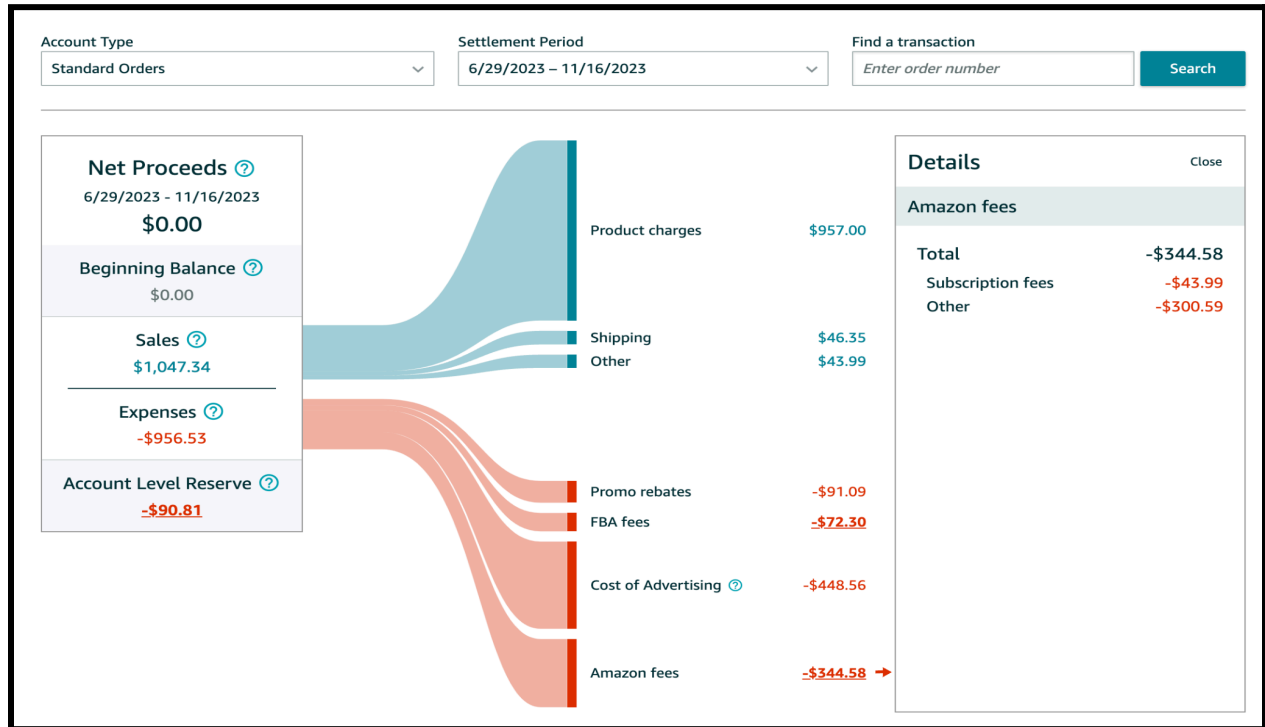 Account Type
Standard Orders
Settlement Period
6/29/2023 – 11/16/2023
Find a transaction
Enter order number
Search
Net Proceeds ?
6/29/2023 - 11/16/2023
$0.00
Beginning Balance ?
$0.00
Sales ?
$1,047.34
Expenses ?
-$956.53
Account Level Reserve ?
-$90.81
Product charges $957.00
Shipping $46.35
Other $43.99
Promo rebates -$91.09
FBA fees -$72.30
Cost of Advertising ? -$448.56
Amazon fees -$344.58
Details Close
Amazon fees
Total -$344.58
Subscription fees -$43.99
Other -$300.59